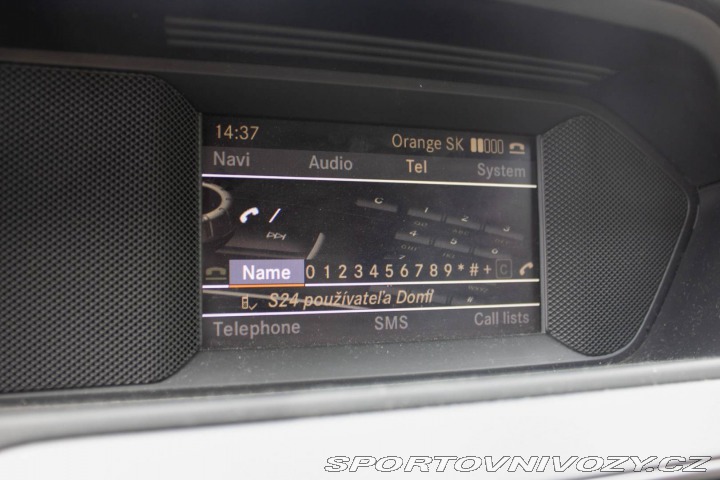 14:37 Orange SK
Navi Audio Tel System
Name 0 1 2 3 4 5 6 7 8 9 * # + C
S24 používateľa Domi
Telephone SMS Call lists
WWW.SPORTOVNIVOZY.CZ